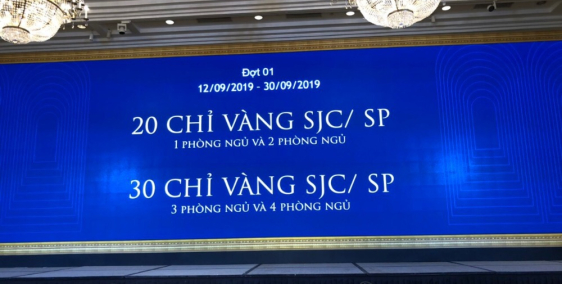 Đợt 01
12/09/2019 - 30/09/2019
20 CHỈ VÀNG SJC/ SP
1 PHÒNG NGỦ VÀ 2 PHÒNG NGỦ
30 CHỈ VÀNG SJC/ SP
3 PHÒNG NGỦ VÀ 4 PHÒNG NGỦ